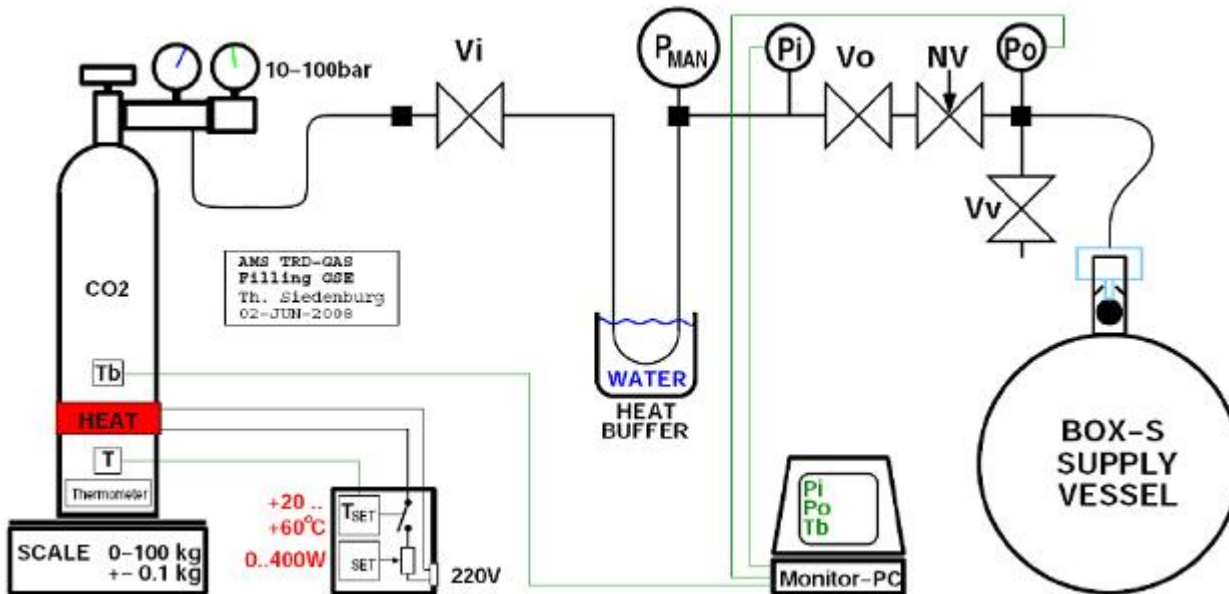 10–100bar
Vi
PMAN
Pi
Vo
NV
Po
Vv
AMS TRD-GAS
Filling GSE
Th. Siedenburg
02-JUN-2008
CO2
Tb
HEAT
T
Thermometer
SCALE 0–100 kg
+- 0.1 kg
+20 ..
+60°C
0..400W
TSET
SET
220V
WATER
HEAT
BUFFER
Pi
Po
Tb
Monitor–PC
BOX–S
SUPPLY
VESSEL